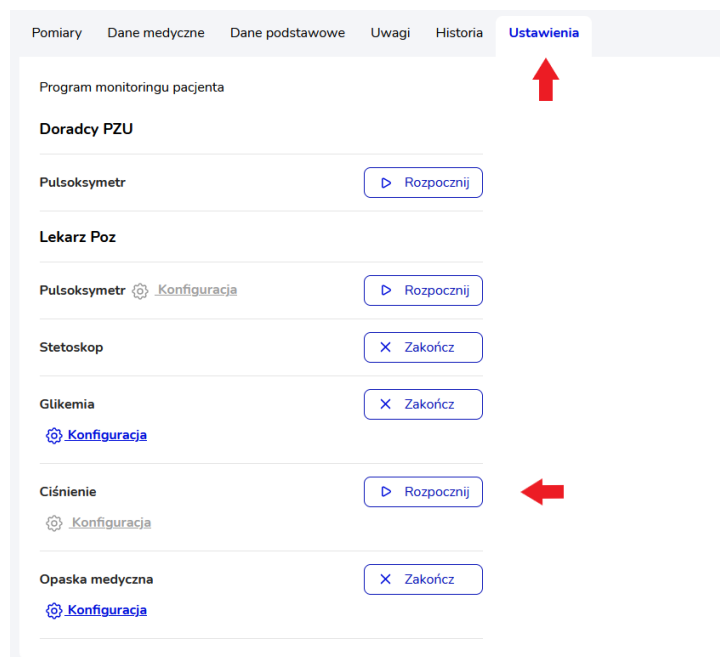 Pomiary Dane medyczne Dane podstawowe Uwagi Historia Ustawienia
Program monitoringu pacjenta
Doradcy PZU
Pulsoksymetr Rozpocznij
Lekarz Poz
Pulsoksymetr Konfiguracja Rozpocznij
Stetoskop Zakończ
Glikemia Zakończ
Konfiguracja
Ciśnienie Rozpocznij
Konfiguracja
Opaska medyczna Zakończ
Konfiguracja